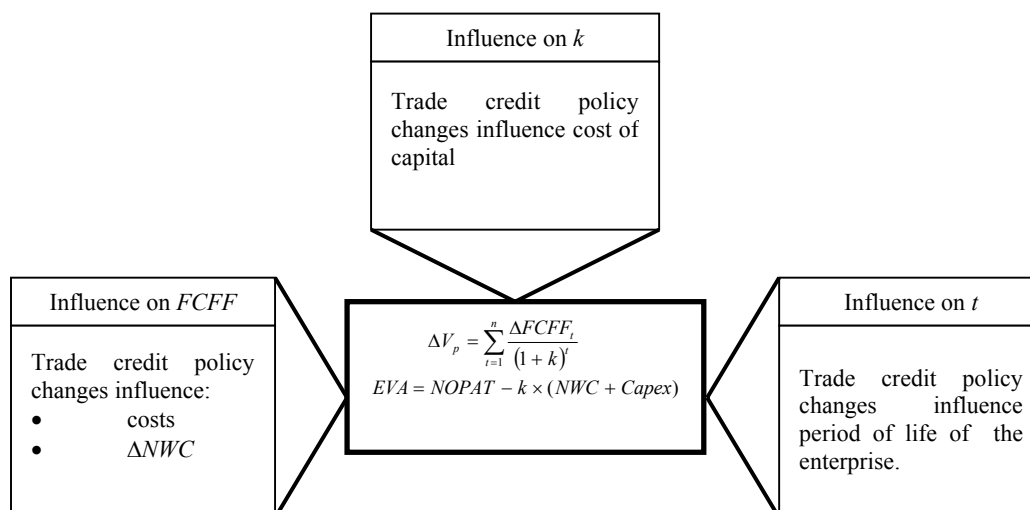 Influence on k
Trade credit policy
changes influence cost of
capital
Influence on FCFF
Trade credit policy
changes influence:
• costs
• ΔNWC
ΔV_p = \sum_{t=1}^{n} \frac{ΔFCFF_t}{(1 + k)^t}
EVA = NOPAT − k × (NWC + Capex)
Influence on t
Trade credit policy
changes influence
period of life of the
enterprise.